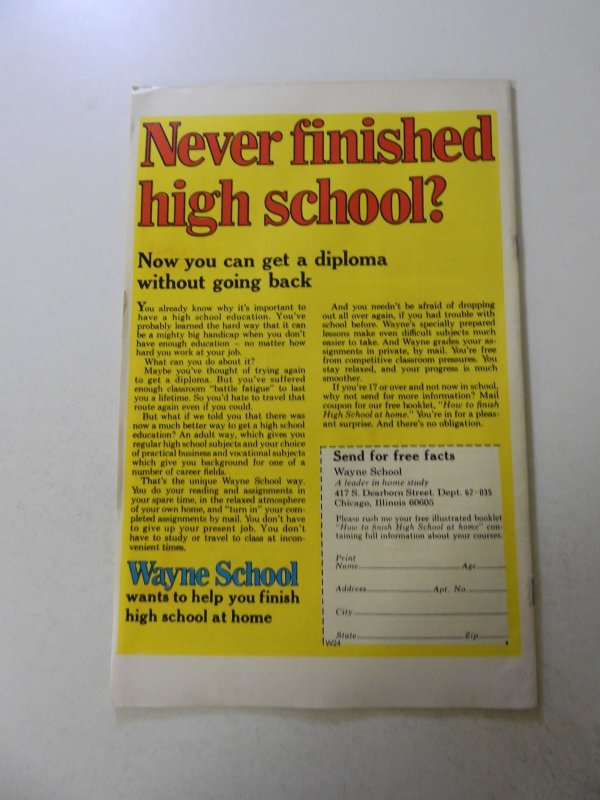 Never finished
high school?
Now you can get a diploma
without going back
You already know why it's important to
have a high school education. You've
probably learned the hard way that it can
be a mighty big handicap when you don't
have enough education — no matter how
hard you work at your job.
What can you do about it?
Maybe you've thought of trying again
to get a diploma. But you've suffered
enough classroom "battle fatigue" to last
you a lifetime. So you'd hate to travel that
route again even if you could.
But what if we told you that there was
now a much better way to get a high school
education? An adult way, which gives you
regular high school subjects and your choice
of practical business and vocational subjects
which give you background for one of a
number of career fields.
That's the unique Wayne School way.
You do your reading and assignments in
your spare time, in the relaxed atmosphere
of your own home, and "turn in" your com-
pleted assignments by mail. You don't have
to give up your present job. You don't
have to study or travel to class at incon-
venient times.
Wayne School
wants to help you finish
high school at home
And you needn't be afraid of dropping
out all over again, if you had trouble with
school before. Wayne's specially prepared
lessons make even difficult subjects much
easier to take. And Wayne grades your as-
signments in private, by mail. You're free
from competitive classroom pressures. You
stay relaxed, and your progress is much
smoother.
If you're 17 or over and not now in school,
why not send for more information? Mail
coupon for our free booklet, "How to finish
High School at home." You're in for a pleas-
ant surprise. And there's no obligation.
Send for free facts
Wayne School
A leader in home study
417 S. Dearborn Street. Dept. 62-035
Chicago, Illinois 60605
Please rush me your free illustrated booklet
"How to finish High School at home" con-
taining full information about your courses.
Print
Name Age
Address Apt. No
City
State Zip
W24